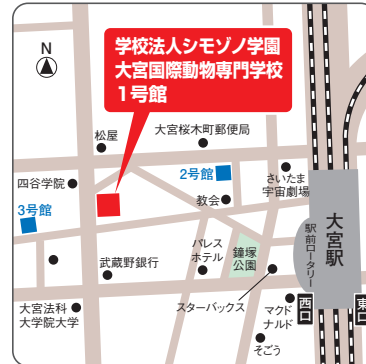 学校法人シモゾノ学園
大宮国際動物専門学校
1号館
N
松屋
大宮桜木町郵便局
四谷学院
2号館
さいたま
宇宙劇場
3号館
教会
大宮駅
駅前ロータリー
パレス
ホテル
鐘塚
公園
武蔵野銀行
大宮法科
大学院大学
スターバックス
マクド
ナルド
西口
東口
そごう